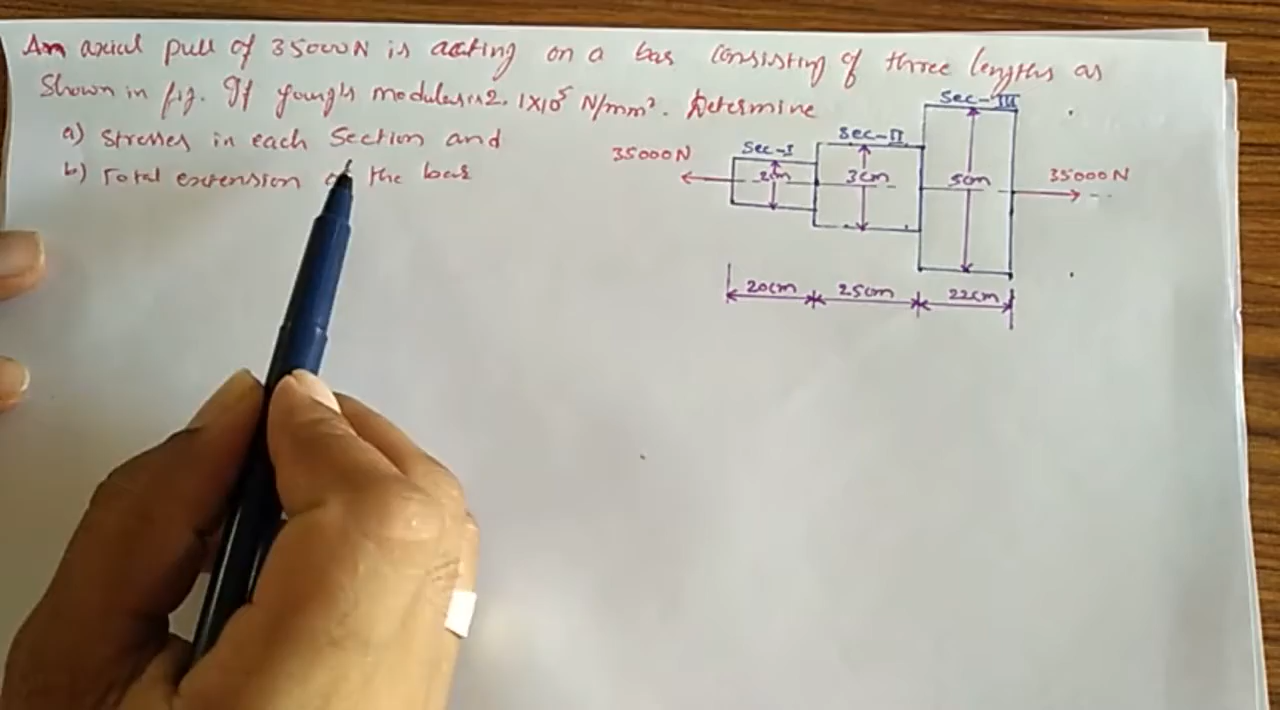 An axial pull of 35000N is acting on a bar consisting of three lengths as
Shown in fig. If young's modulus is 2.1x10⁵ N/mm². Determine
a) Stresses in each Section and
b) Total extension of the bar
Sec-III
Sec-II
Sec-I
35000N
2cm
3cm
5cm
35000N
20cm
25cm
22cm